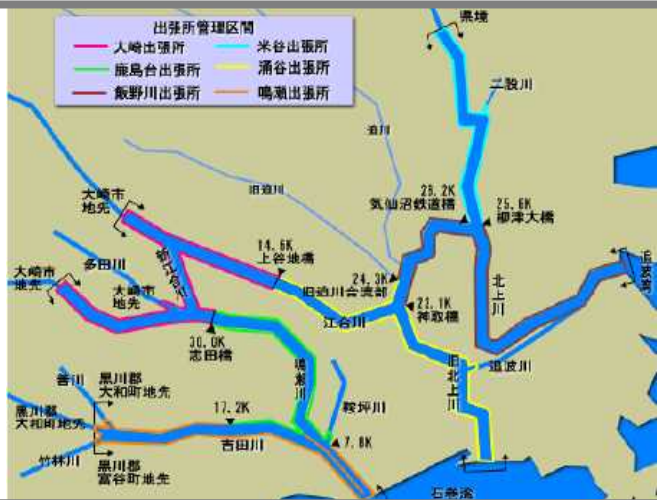 出張所管理区間
大崎出張所
米谷出張所
鹿島台出張所
涌谷出張所
飯野川出張所
鳴瀬出張所
県境
二股川
迫川
旧迫川
大崎市
地先
28.2K
気仙沼鉄道橋
25.6K
柳津大橋
多田川
新江合川
14.6K
上谷地橋
24.3K
旧迫川合流部
北上川
追波湾
大崎市
地先
大崎市
地先
江合川
22.1K
神取橋
30.0K
志田橋
鳴瀬川
旧北上川
追波川
善川
黒川郡
大和町地先
黒川郡
大和町地先
17.2K
鞍坪川
吉田川
7.8K
竹林川
黒川郡
富谷町地先
石巻湾